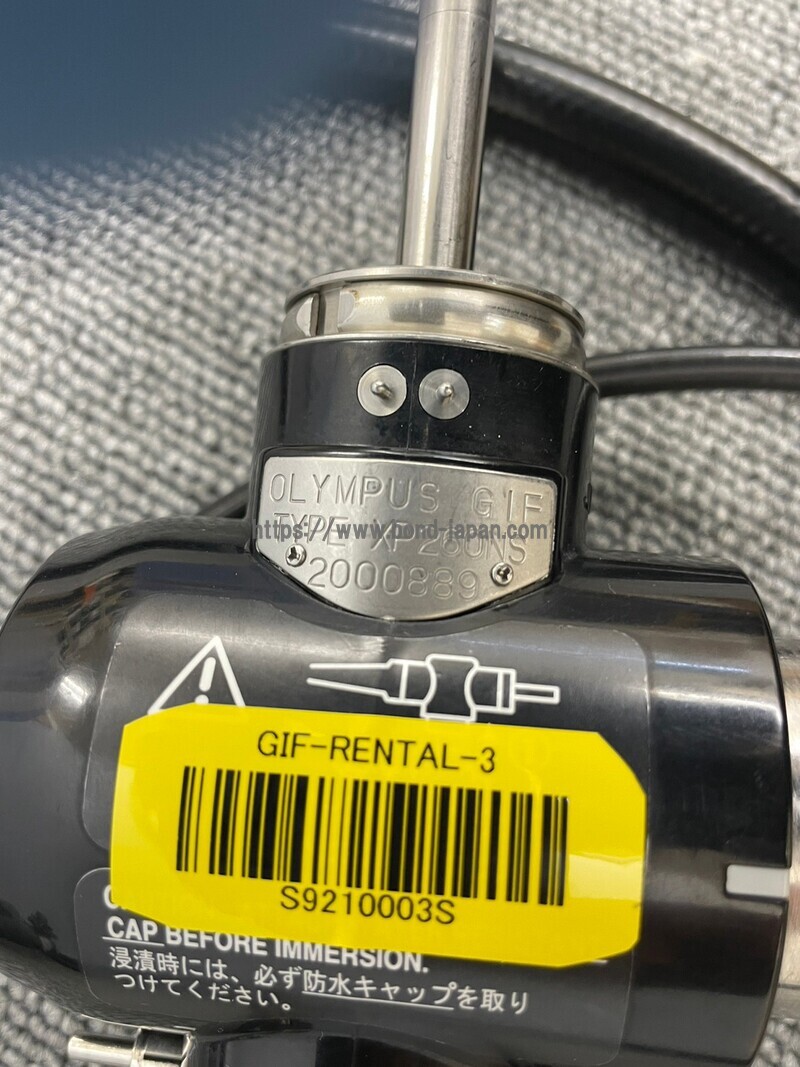 OLYMPUS GIF
TYPE XP260NS
https://www.bond-japan.com
2000889
GIF-RENTAL-3
S9210003S
CAP BEFORE IMMERSION.
浸漬時には、必ず防水キャップを取り
つけてください。